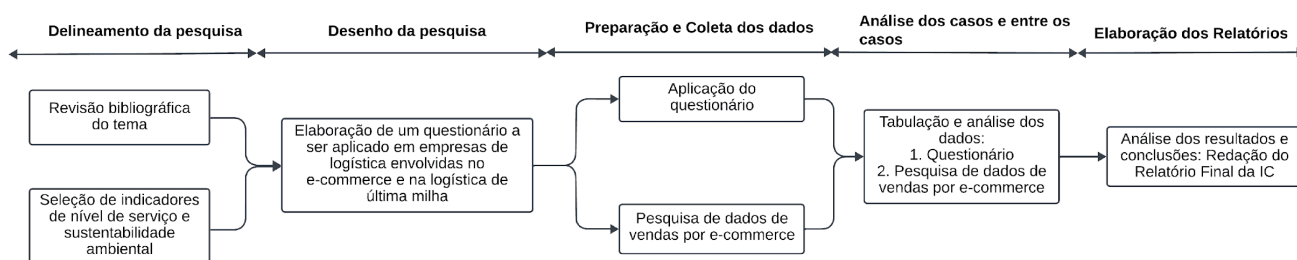 Delineamento da pesquisa
Desenho da pesquisa
Preparação e Coleta dos dados
Análise dos casos e entre os
casos
Elaboração dos Relatórios
Revisão bibliográfica
do tema
Seleção de indicadores
de nível de serviço e
sustentabilidade
ambiental
Elaboração de um questionário a
ser aplicado em empresas de
logística envolvidas no
e-commerce e na logística de
última milha
Aplicação do
questionário
Pesquisa de dados de
vendas por e-commerce
Tabulação e análise dos
dados:
1. Questionário
2. Pesquisa de dados de
vendas por e-commerce
Análise dos resultados e
conclusões: Redação do
Relatório Final da IC